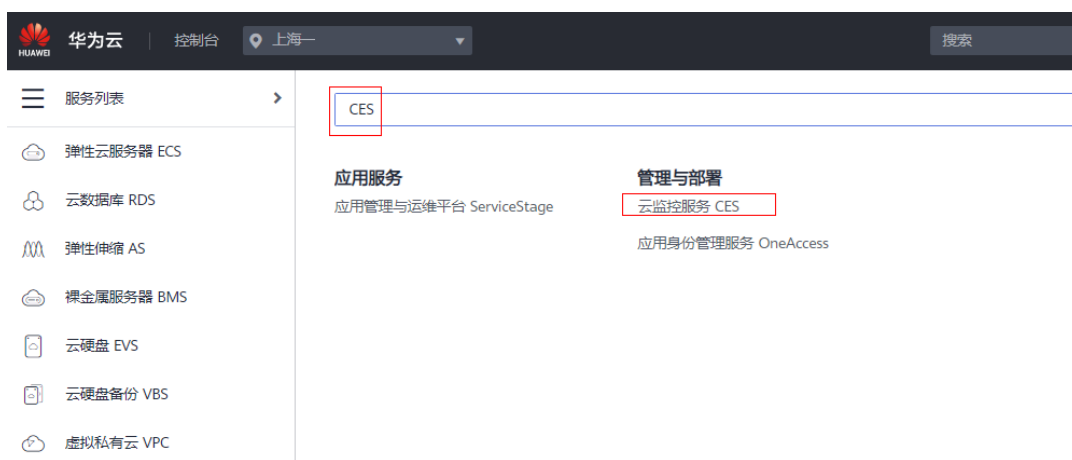 HUAWEI 华为云 控制台 上海一 搜索
服务列表
CES
弹性云服务器 ECS
云数据库 RDS
弹性伸缩 AS
裸金属服务器 BMS
云硬盘 EVS
云硬盘备份 VBS
虚拟私有云 VPC
应用服务
应用管理与运维平台 ServiceStage
管理与部署
云监控服务 CES
应用身份管理服务 OneAccess